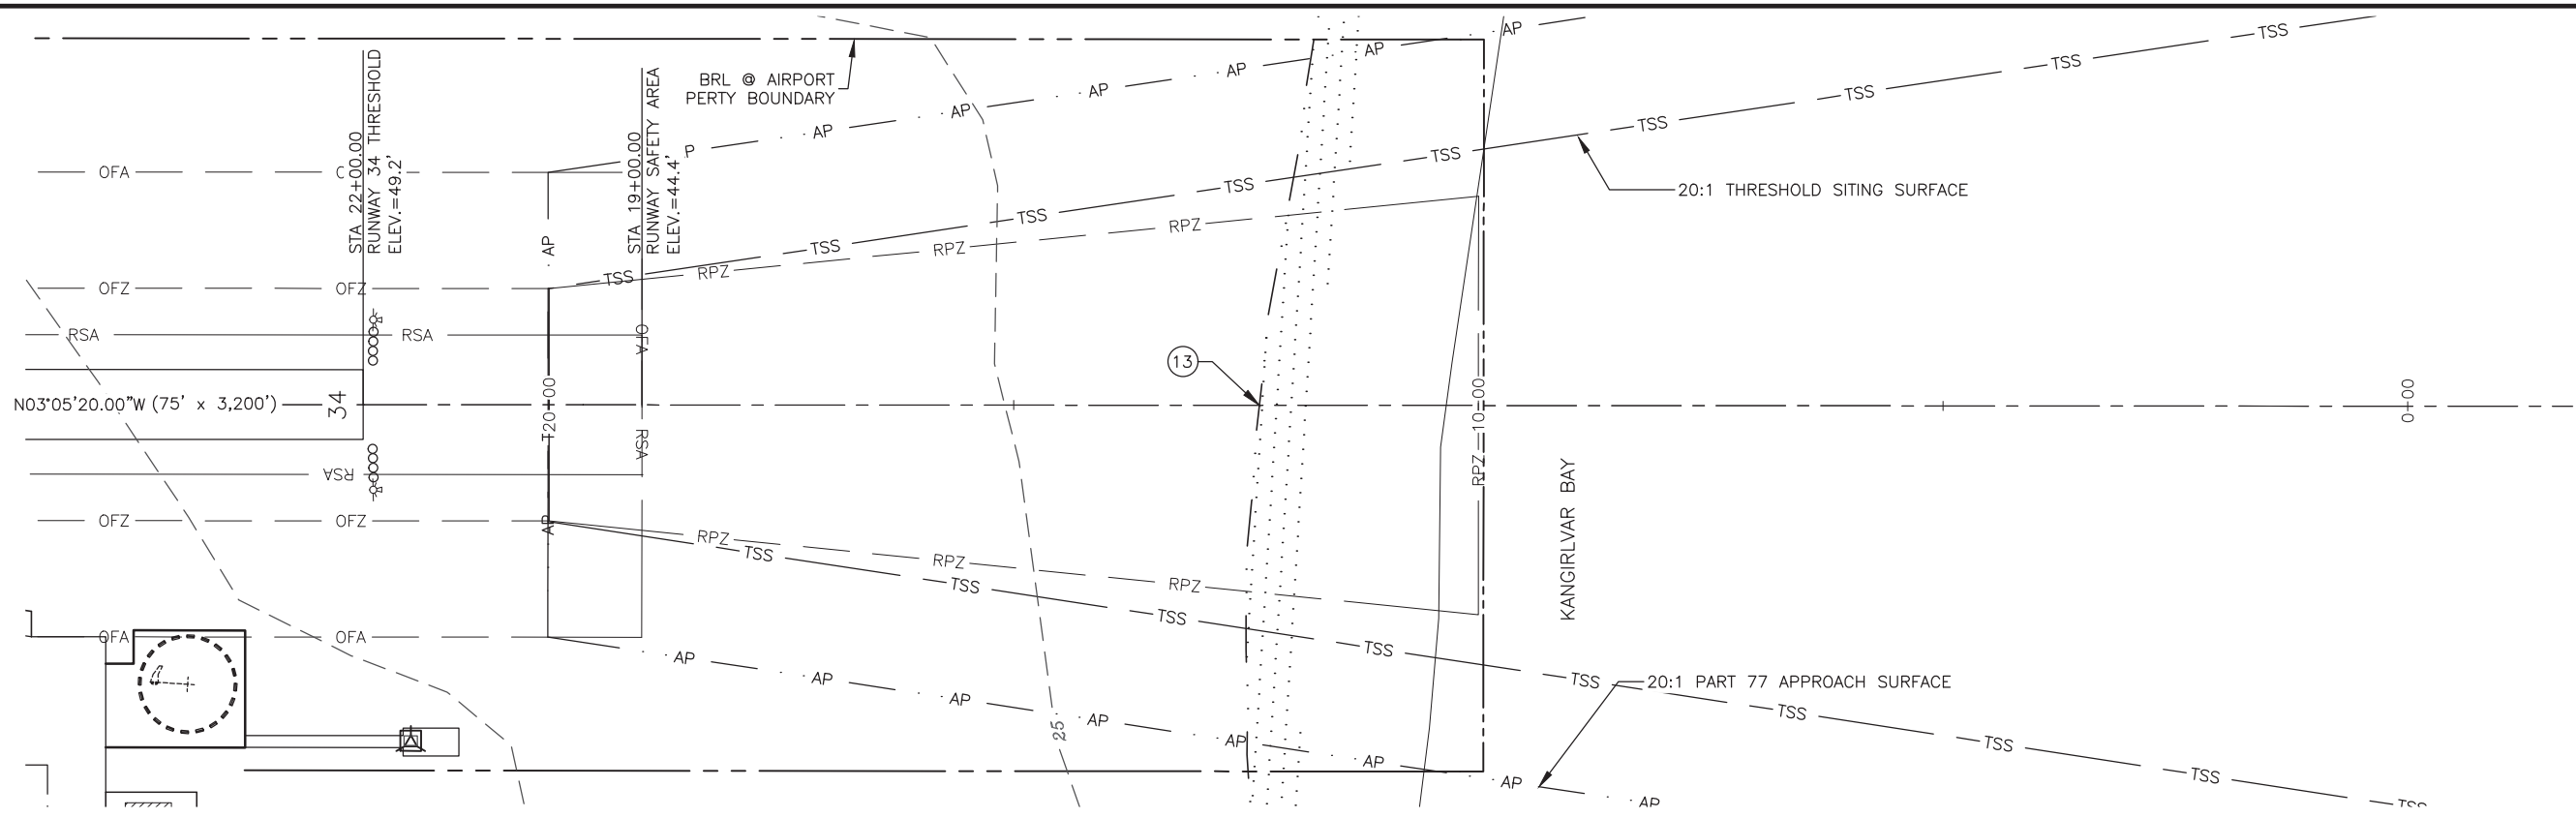 BRL @ AIRPORT
PERTY BOUNDARY
STA 22+00.00
RUNWAY 34 THRESHOLD
ELEV.=49.2'
STA 19+00.00
RUNWAY SAFETY AREA
ELEV.=44.4'
AP
AP
AP
AP
AP
AP
P
TSS
TSS
TSS
TSS
TSS
TSS
TSS
TSS
TSS
20:1 THRESHOLD SITING SURFACE
OFA
AP
RPZ
RPZ
RPZ
OFZ
OFZ
RSA
RSA
OFA
13
N03°05'20.00"W (75' x 3,200')
34
20+00
10+00
0+00
RSA
RSA
RPZ
KANGIRLVAR BAY
OFZ
OFZ
AP
RPZ
RPZ
RPZ
TSS
TSS
TSS
TSS
TSS
TSS
TSS
TSS
TSS
OFA
OFA
AP
AP
AP
AP
AP
AP
AP
AP
25
20:1 PART 77 APPROACH SURFACE